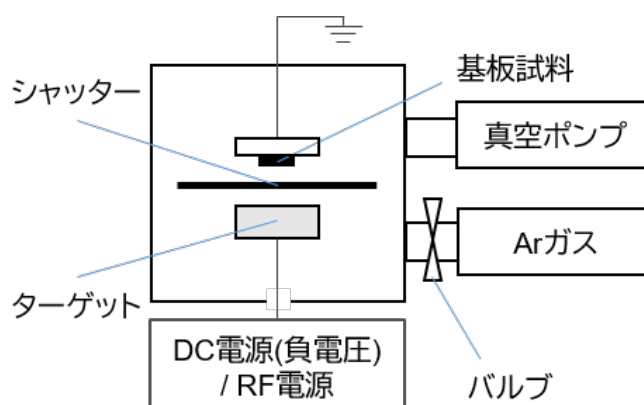 シャッター
基板試料
真空ポンプ
Arガス
ターゲット
DC電源(負電圧)
/ RF電源
バルブ